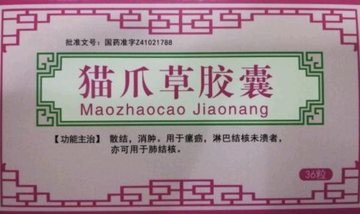 批准文号：国药准字Z41021788
猫爪草胶囊
Maozhaocao Jiaonang
【功能主治】 散结，消肿。用于瘰疬，淋巴结核未溃者，
亦可用于肺结核。
36粒